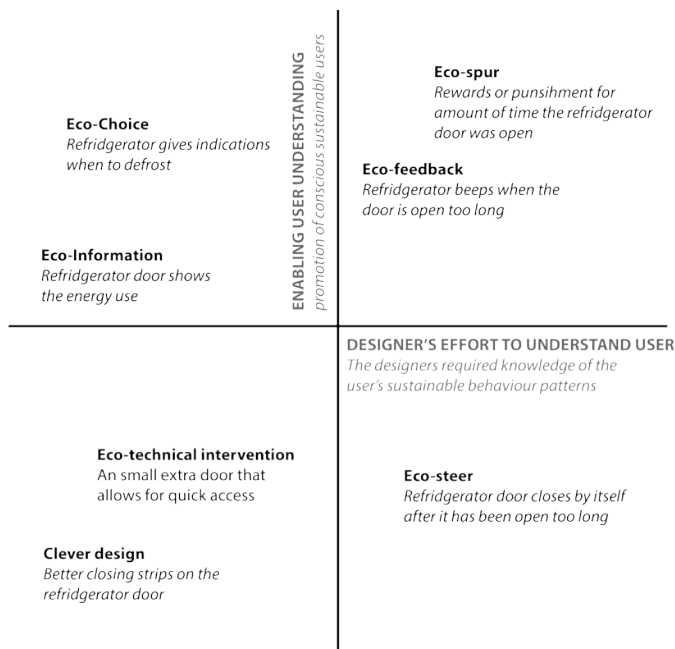 Eco-spur
Rewards or punsihment for
amount of time the refridgerator
door was open
Eco-Choice
Refridgerator gives indications
when to defrost
ENABLING USER UNDERSTANDING
promotion of conscious sustainable users
Eco-feedback
Refridgerator beeps when the
door is open too long
Eco-Information
Refridgerator door shows
the energy use
DESIGNER'S EFFORT TO UNDERSTAND USER
The designers required knowledge of the
user's sustainable behaviour patterns
Eco-technical intervention
An small extra door that
allows for quick access
Eco-steer
Refridgerator door closes by itself
after it has been open too long
Clever design
Better closing strips on the
refridgerator door